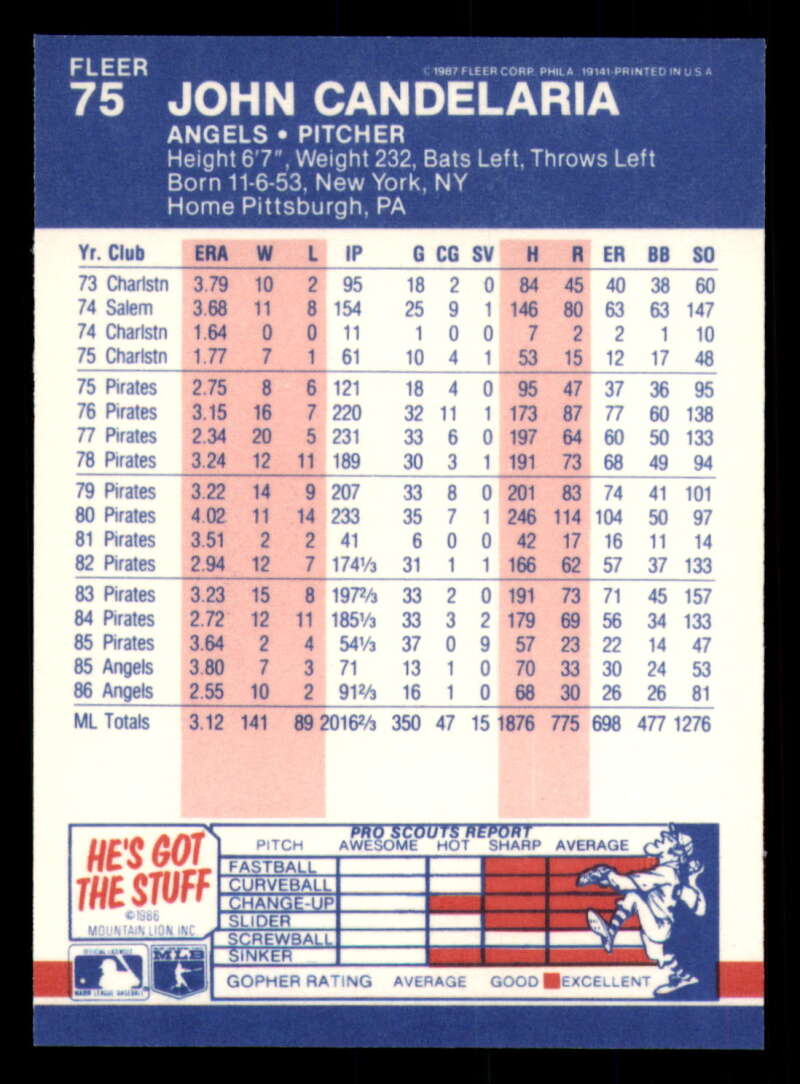 FLEER
©1987 FLEER CORP. PHILA. 19141-PRINTED IN U.S.A.
75 JOHN CANDELARIA
ANGELS • PITCHER
Height 6'7", Weight 232, Bats Left, Throws Left
Born 11-6-53, New York, NY
Home Pittsburgh, PA
Yr. Club ERA W L IP G CG SV H R ER BB SO
73 Charlstn 3.79 10 2 95 18 2 0 84 45 40 38 60
74 Salem 3.68 11 8 154 25 9 1 146 80 63 63 147
74 Charlstn 1.64 0 0 11 1 0 0 7 2 2 1 10
75 Charlstn 1.77 7 1 61 10 4 1 53 15 12 17 48
75 Pirates 2.75 8 6 121 18 4 0 95 47 37 36 95
76 Pirates 3.15 16 7 220 32 11 1 173 87 77 60 138
77 Pirates 2.34 20 5 231 33 6 0 197 64 60 50 133
78 Pirates 3.24 12 11 189 30 3 1 191 73 68 49 94
79 Pirates 3.22 14 9 207 33 8 0 201 83 74 41 101
80 Pirates 4.02 11 14 233 35 7 1 246 114 104 50 97
81 Pirates 3.51 2 2 41 6 0 0 42 17 16 11 14
82 Pirates 2.94 12 7 174⅓ 31 1 1 166 62 57 37 133
83 Pirates 3.23 15 8 197⅔ 33 2 0 191 73 71 45 157
84 Pirates 2.72 12 11 185⅓ 33 3 2 179 69 56 34 133
85 Pirates 3.64 2 4 54⅓ 37 0 9 57 23 22 14 47
85 Angels 3.80 7 3 71 13 1 0 70 33 30 24 53
86 Angels 2.55 10 2 91⅔ 16 1 0 68 30 26 26 81
ML Totals 3.12 141 89 2016⅔ 350 47 15 1876 775 698 477 1276
HE'S GOT
THE STUFF
©1986
MOUNTAIN LION INC.
PRO SCOUTS REPORT
PITCH AWESOME HOT SHARP AVERAGE
FASTBALL
CURVEBALL
CHANGE-UP
SLIDER
SCREWBALL
SINKER
GOPHER RATING AVERAGE GOOD EXCELLENT
OFFICIAL LICENSEE
MAJOR LEAGUE BASEBALL
MLB